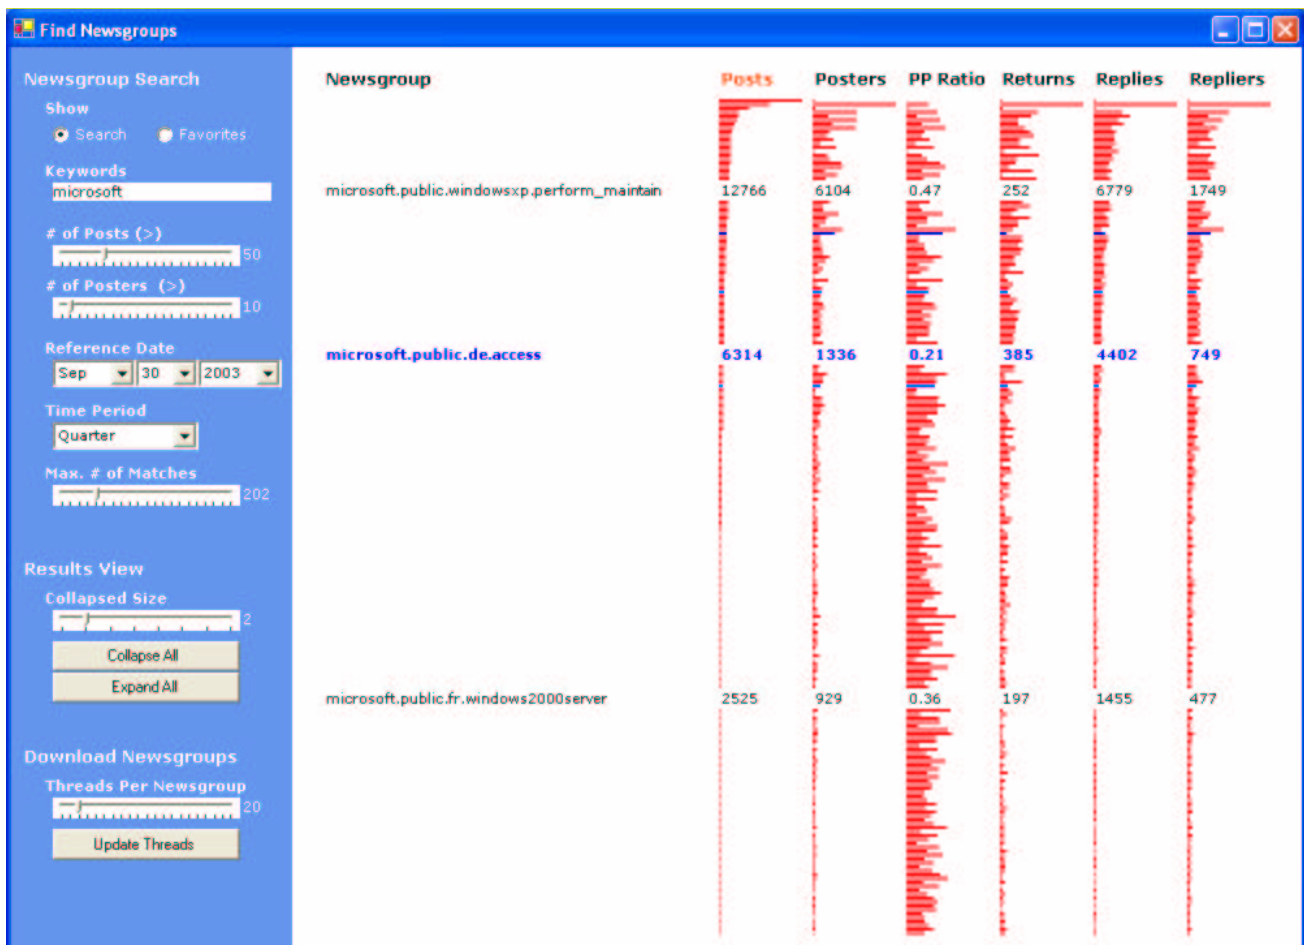 Find Newsgroups
Newsgroup Search
Show
Search Favorites
Keywords
microsoft
# of Posts (>)
50
# of Posters (>)
10
Reference Date
Sep 30 2003
Time Period
Quarter
Max. # of Matches
202
Results View
Collapsed Size
2
Collapse All
Expand All
Download Newsgroups
Threads Per Newsgroup
20
Update Threads
Newsgroup Posts Posters PP Ratio Returns Replies Repliers
microsoft.public.windowsxp.perform_maintain 12766 6104 0.47 252 6779 1749
microsoft.public.de.access 6314 1336 0.21 385 4402 749
microsoft.public.fr.windows2000server 2525 929 0.36 197 1455 477